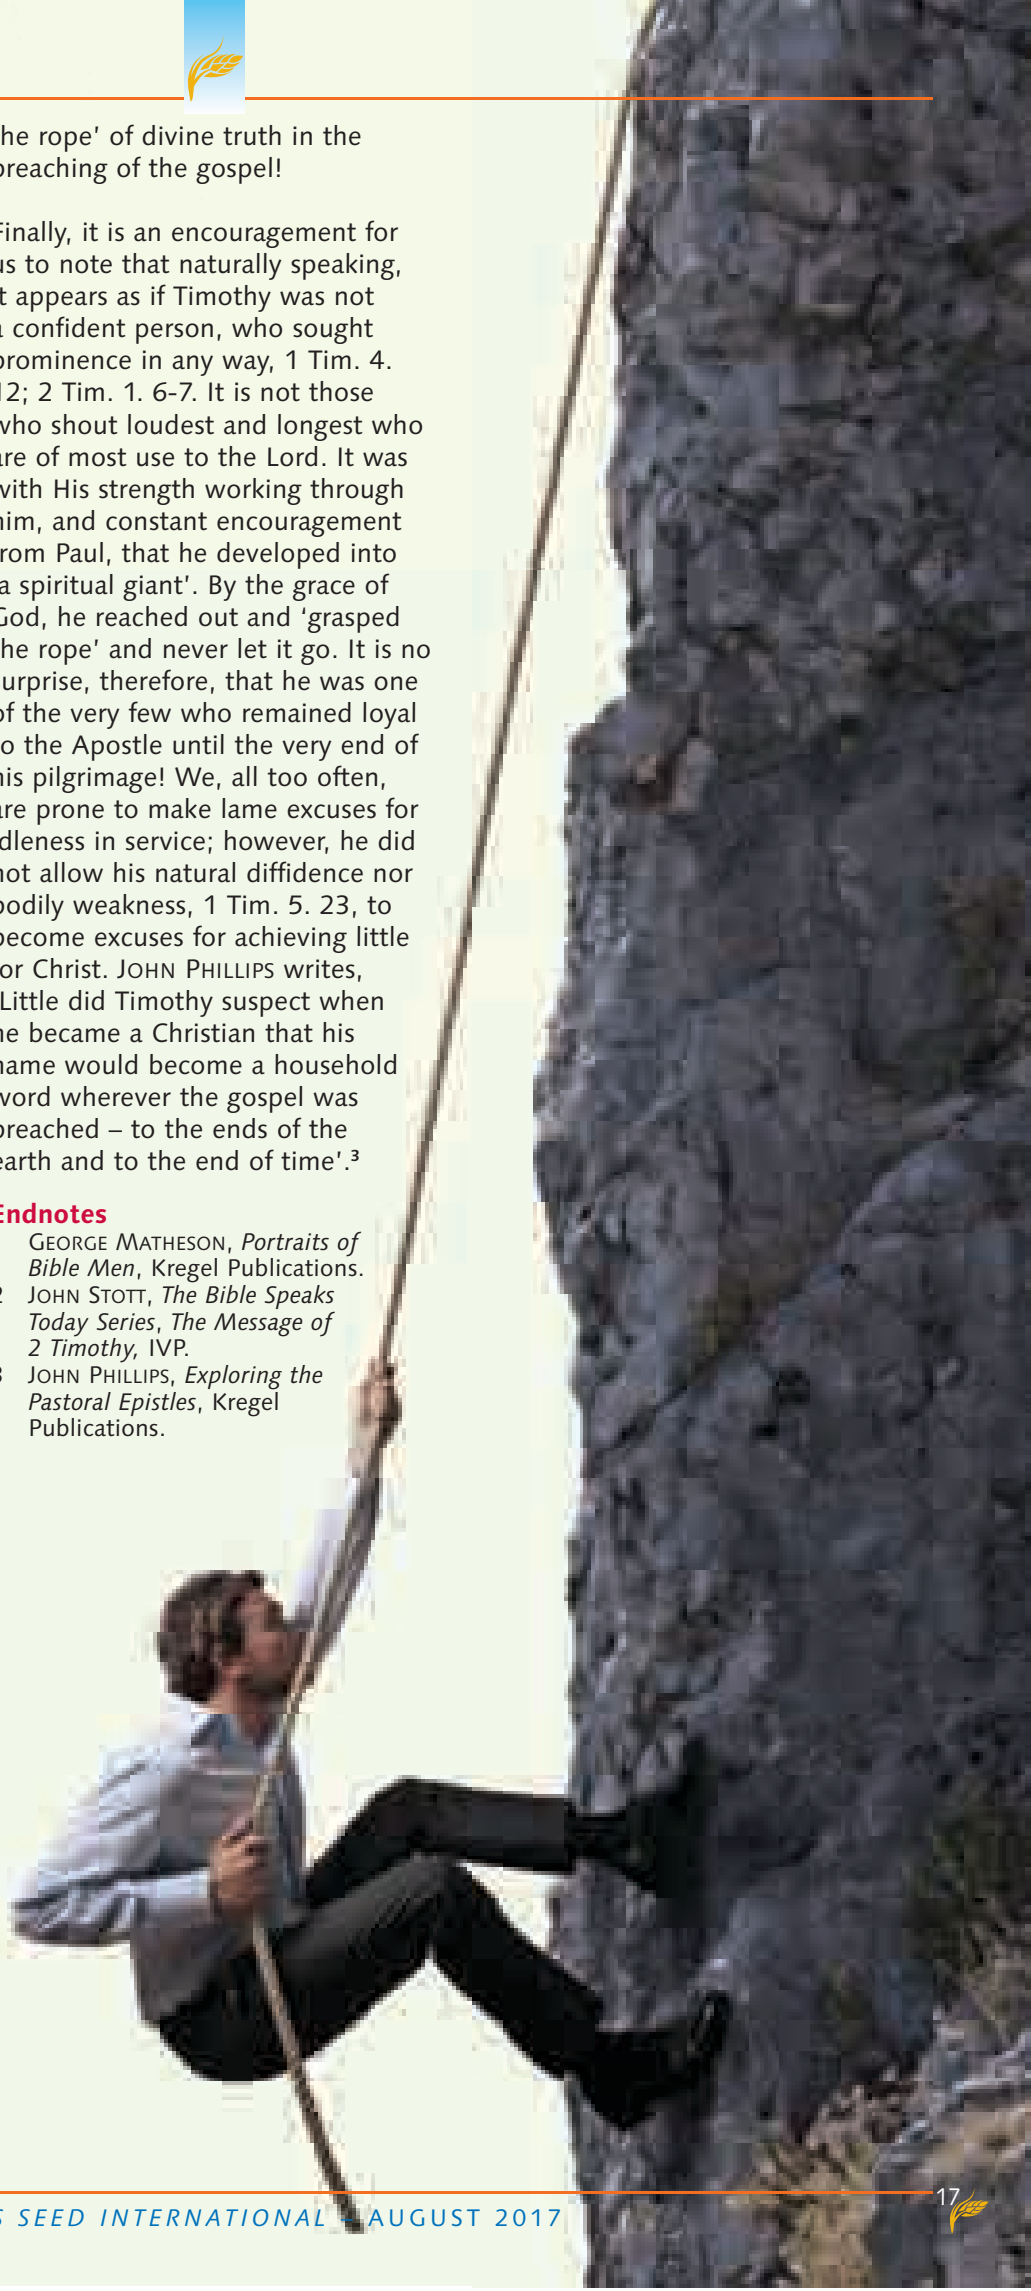 he rope’ of divine truth in the
preaching of the gospel!
Finally, it is an encouragement for
us to note that naturally speaking,
t appears as if Timothy was not
a confident person, who sought
prominence in any way, 1 Tim. 4.
12; 2 Tim. 1. 6-7. It is not those
who shout loudest and longest who
are of most use to the Lord. It was
with His strength working through
him, and constant encouragement
rom Paul, that he developed into
a spiritual giant’. By the grace of
God, he reached out and ‘grasped
he rope’ and never let it go. It is no
urprise, therefore, that he was one
of the very few who remained loyal
o the Apostle until the very end of
his pilgrimage! We, all too often,
are prone to make lame excuses for
dleness in service; however, he did
not allow his natural diffidence nor
bodily weakness, 1 Tim. 5. 23, to
become excuses for achieving little
or Christ. JOHN PHILLIPS writes,
Little did Timothy suspect when
he became a Christian that his
name would become a household
word wherever the gospel was
preached – to the ends of the
earth and to the end of time’.³
Endnotes
GEORGE MATHESON, Portraits of
Bible Men, Kregel Publications.
2 JOHN STOTT, The Bible Speaks
Today Series, The Message of
2 Timothy, IVP.
3 JOHN PHILLIPS, Exploring the
Pastoral Epistles, Kregel
Publications.
S SEED INTERNATIONAL – AUGUST 2017
17